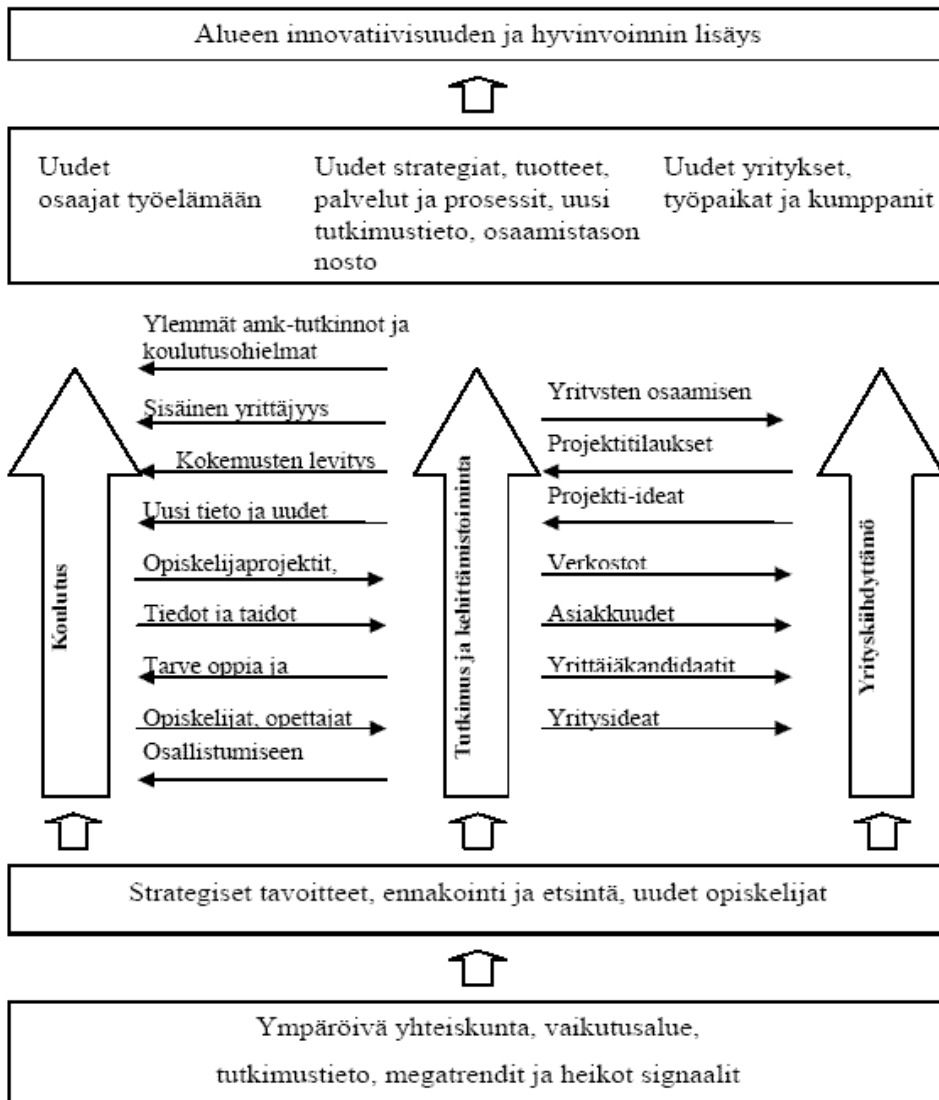 Alueen innovatiivisuuden ja hyvinvoinnin lisäys
Uudet
osaajat työelämään
Uudet strategiat, tuotteet,
palvelut ja prosessit, uusi
tutkimustieto, osaamistason
nosto
Uudet yritykset,
työpaikat ja kumppanit
Koulutus
Ylemmät amk-tutkinnot ja
koulutusohjelmat
Sisäinen yrittäjyys
Kokemusten levitys
Uusi tieto ja uudet
Opiskelijaprojektit,
Tiedot ja taidot
Tarve oppia ja
Opiskelijat, opettajat
Osallistumiseen
Tutkimus ja kehittämistoiminta
Yritysten osaamisen
Projektitilaukset
Projekti-ideat
Verkostot
Asiakkuudet
Yrittäjäkandidaatit
Yritysideat
Yrityskiihdyttämö
Strategiset tavoitteet, ennakointi ja etsintä, uudet opiskelijat
Ympäröivä yhteiskunta, vaikutusalue,
tutkimustieto, megatrendit ja heikot signaalit